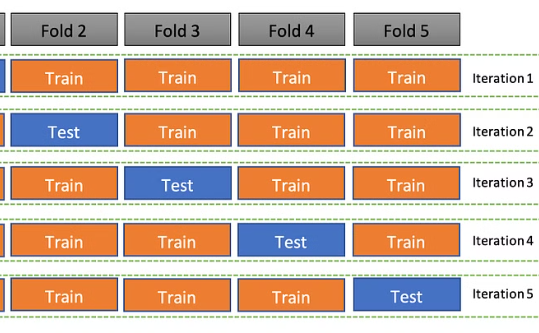 Fold 2 Fold 3 Fold 4 Fold 5
Train Train Train Train Iteration 1
Test Train Train Train Iteration 2
Train Test Train Train Iteration 3
Train Train Test Train Iteration 4
Train Train Train Test Iteration 5